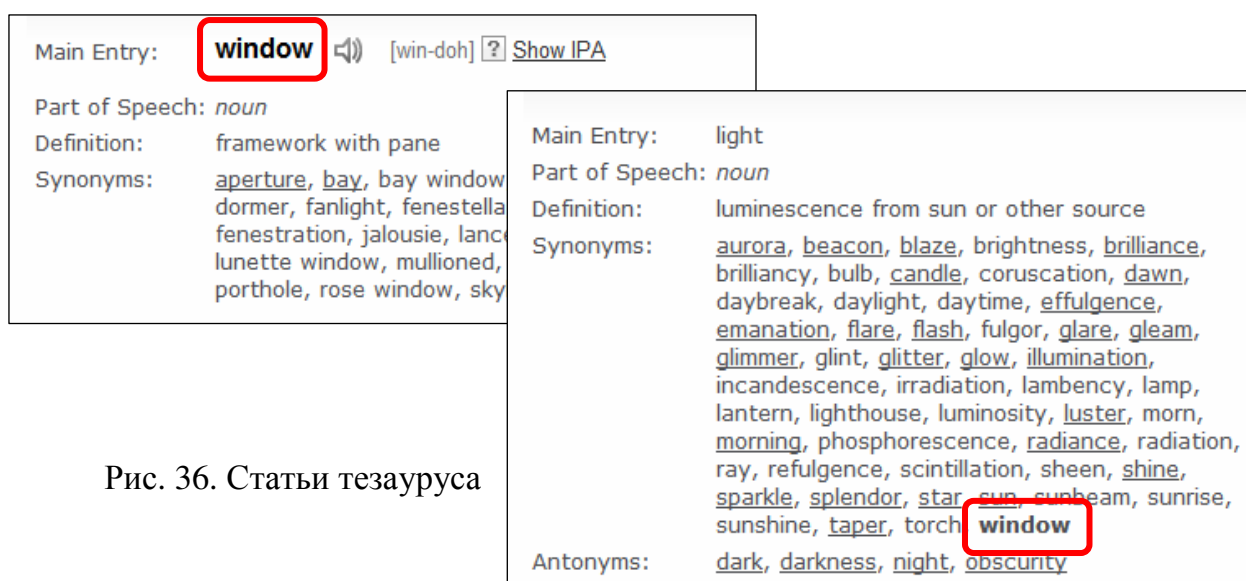 Main Entry: window [win-doh] ? Show IPA
Part of Speech: noun
Definition: framework with pane
Synonyms: aperture, bay, bay window
dormer, fanlight, fenestella
fenestration, jalousie,
lunette window, mullioned,
porthole, rose window,
Main Entry: light
Part of Speech: noun
Definition: luminescence from sun or other source
Synonyms: aurora, beacon, blaze, brightness, brilliance,
brilliancy, bulb, candle, coruscation, dawn,
daybreak, daylight, daytime, effulgence,
emanation, flare, flash, fulgor, glare, gleam,
glimmer, glint, glitter, glow, illumination,
incandescence, irradiation, lambency, lamp,
lantern, lighthouse, luminosity, luster, morn,
morning, phosphorescence, radiance, radiation,
ray, refulgence, scintillation, sheen, shine,
sparkle, splendor, star, sun, sunbeam, sunrise,
sunshine, taper, torch, window
Antonyms: dark, darkness, night, obscurity
Рис. 36. Статьи тезауруса